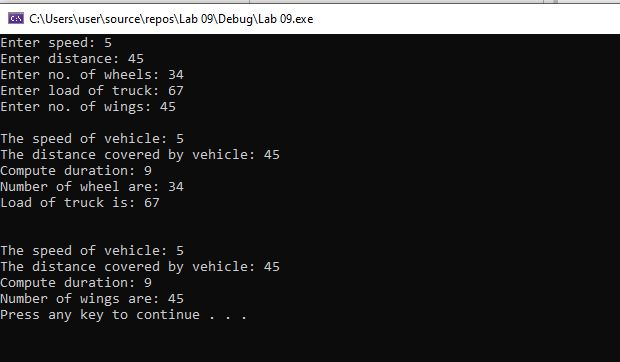 C:\Users\user\source\repos\Lab 09\Debug\Lab 09.exe
Enter speed: 5
Enter distance: 45
Enter no. of wheels: 34
Enter load of truck: 67
Enter no. of wings: 45
The speed of vehicle: 5
The distance covered by vehicle: 45
Compute duration: 9
Number of wheel are: 34
Load of truck is: 67
The speed of vehicle: 5
The distance covered by vehicle: 45
Compute duration: 9
Number of wings are: 45
Press any key to continue . . .